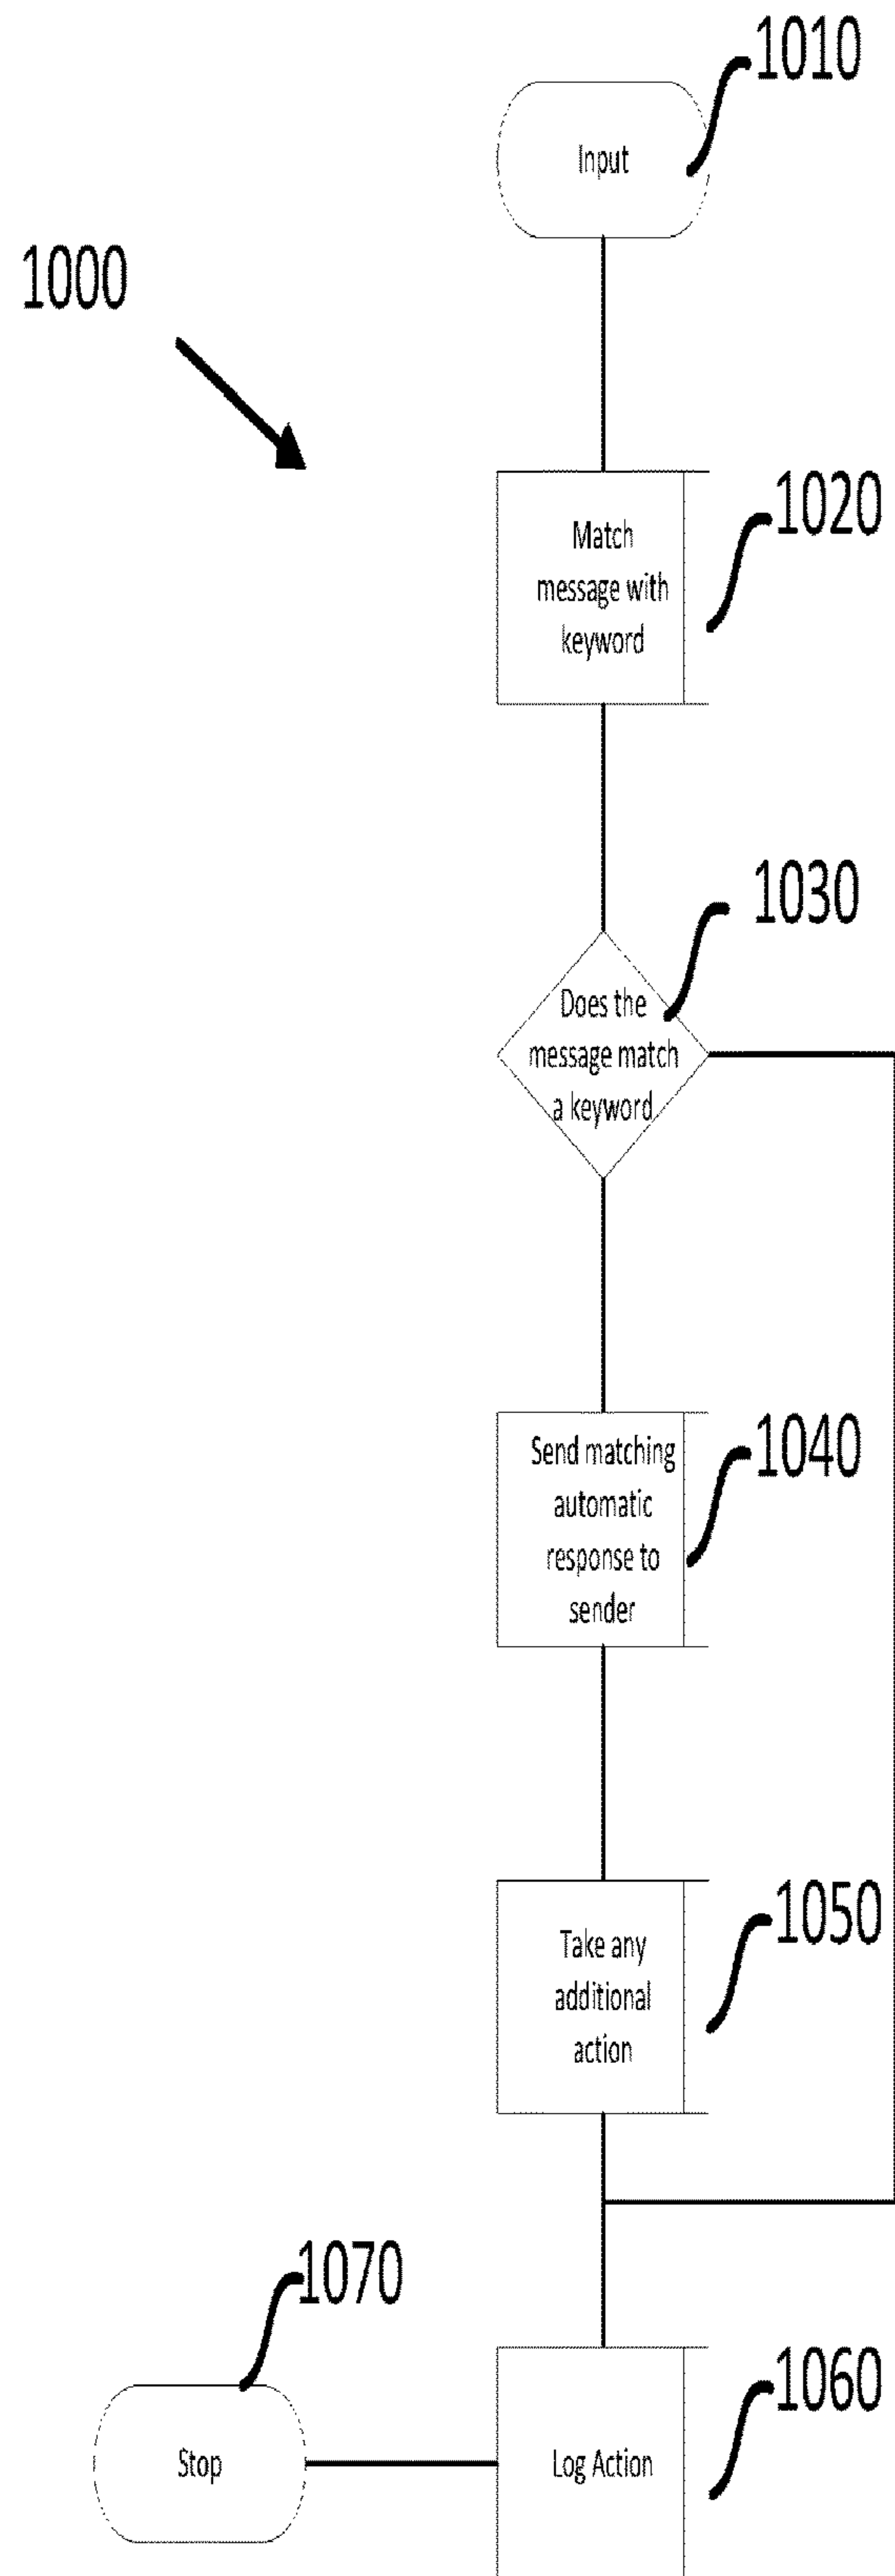 1010
Input
1000
1020
Match
message with
keyword
1030
Does the
message match
a keyword
1040
Send matching
automatic
response to
sender
1050
Take any
additional
action
1070
1060
Stop
Log Action